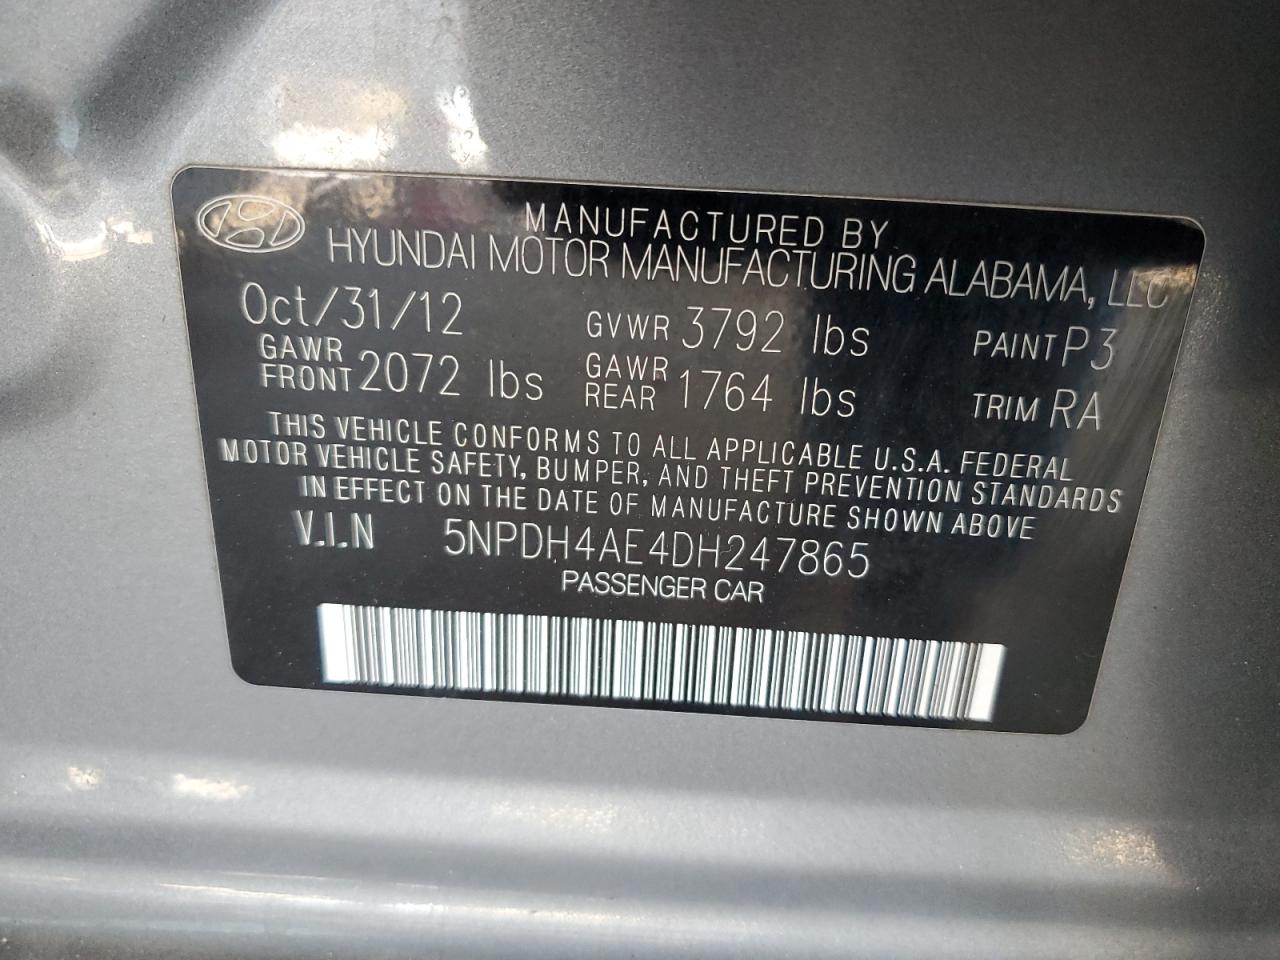 MANUFACTURED BY
HYUNDAI MOTOR MANUFACTURING ALABAMA, LLC
Oct/31/12 GVWR 3792 lbs PAINT P3
GAWR FRONT 2072 lbs GAWR REAR 1764 lbs TRIM RA
THIS VEHICLE CONFORMS TO ALL APPLICABLE U.S.A. FEDERAL
MOTOR VEHICLE SAFETY, BUMPER, AND THEFT PREVENTION STANDARDS
IN EFFECT ON THE DATE OF MANUFACTURE SHOWN ABOVE
V.I.N 5NPDH4AE4DH247865
PASSENGER CAR